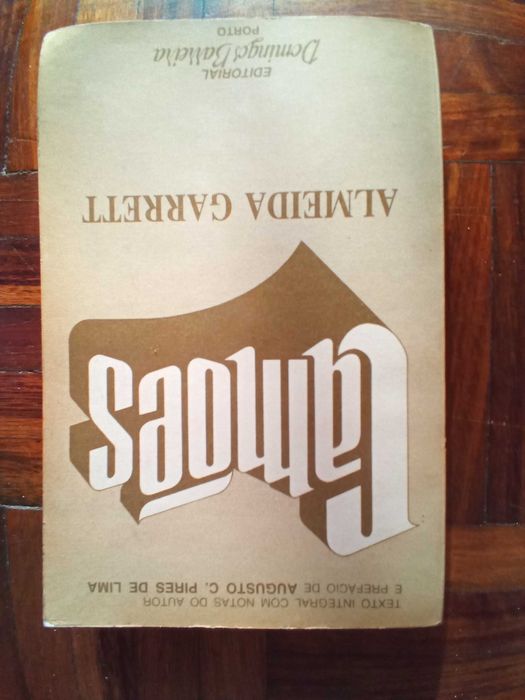 TEXTO INTEGRAL COM NOTAS DO AUTOR
E PREFÁCIO DE AUGUSTO C. PIRES DE LIMA
Camões
ALMEIDA GARRETT
EDITORIAL
Domingos Barreira
PORTO